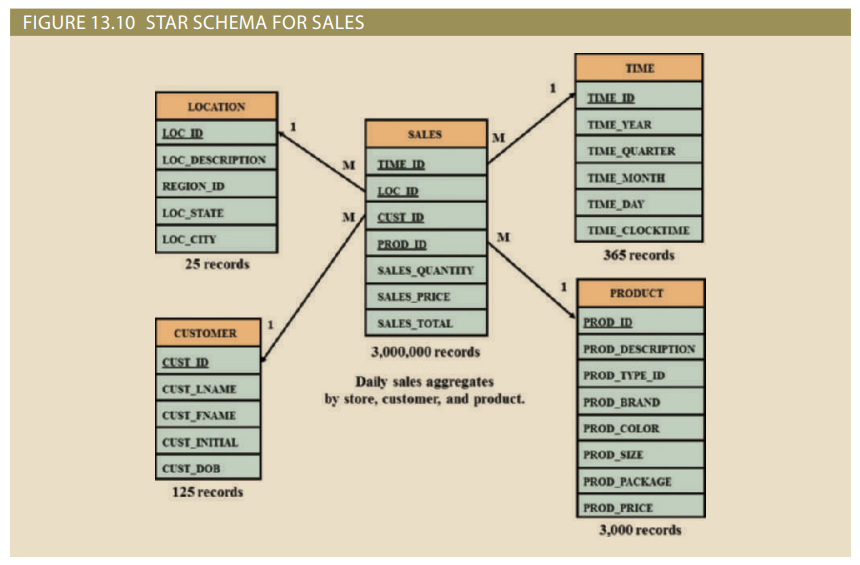 FIGURE 13.10 STAR SCHEMA FOR SALES
LOCATION
LOC_ID
LOC_DESCRIPTION
REGION_ID
LOC_STATE
LOC_CITY
25 records
1
M
SALES
TIME_ID
LOC_ID
CUST_ID
PROD_ID
SALES_QUANTITY
SALES_PRICE
SALES_TOTAL
3,000,000 records
Daily sales aggregates
by store, customer, and product.
M
1
TIME
TIME_ID
TIME_YEAR
TIME_QUARTER
TIME_MONTH
TIME_DAY
TIME_CLOCKTIME
365 records
M
1
CUSTOMER
CUST_ID
CUST_LNAME
CUST_FNAME
CUST_INITIAL
CUST_DOB
125 records
M
1
PRODUCT
PROD_ID
PROD_DESCRIPTION
PROD_TYPE_ID
PROD_BRAND
PROD_COLOR
PROD_SIZE
PROD_PACKAGE
PROD_PRICE
3,000 records